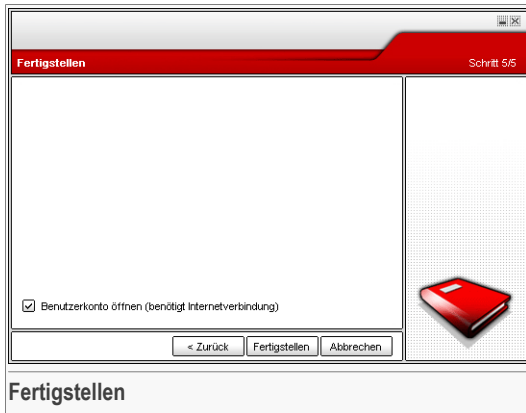 Fertigstellen
Schritt 5/5
Benutzerkonto öffnen (benötigt Internetverbindung)
< Zurück
Fertigstellen
Abbrechen
Fertigstellen